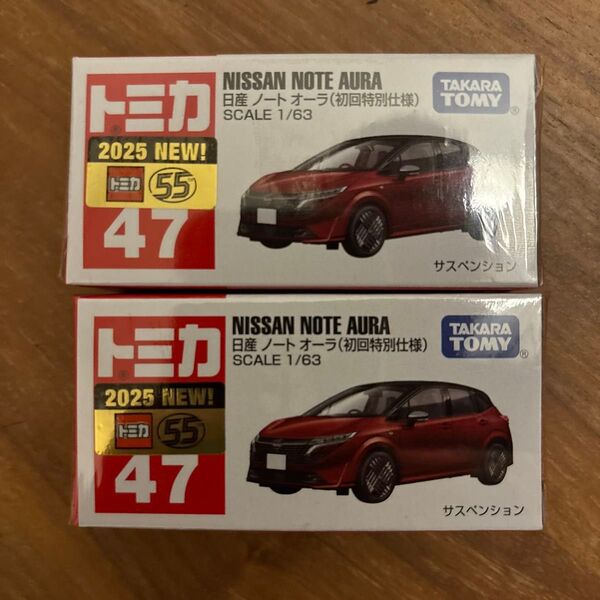 トミカ
2025 NEW!
トミカ 55
47
NISSAN NOTE AURA
日産 ノート オーラ(初回特別仕様)
SCALE 1/63
TAKARA TOMY®
サスペンション
トミカ
2025 NEW!
トミカ 55
47
NISSAN NOTE AURA
日産 ノート オーラ(初回特別仕様)
SCALE 1/63
TAKARA TOMY®
サスペンション